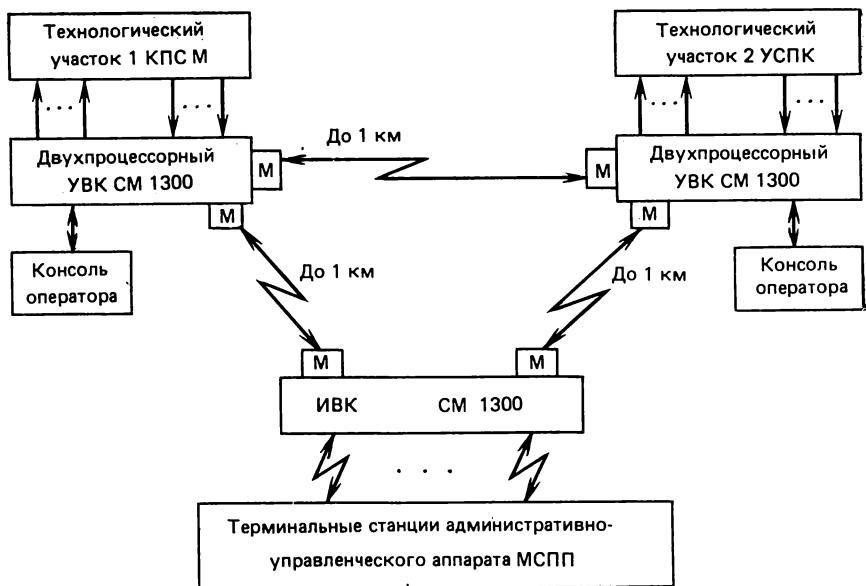 Технологический
участок 1 КПС М
Технологический
участок 2 УСПК
До 1 км
Двухпроцессорный
УВК СМ 1300
М
М
М
Двухпроцессорный
УВК СМ 1300
М
Консоль
оператора
До 1 км
До 1 км
Консоль
оператора
М
М
ИВК СМ 1300
Терминальные станции административно-
управленческого аппарата МСПП